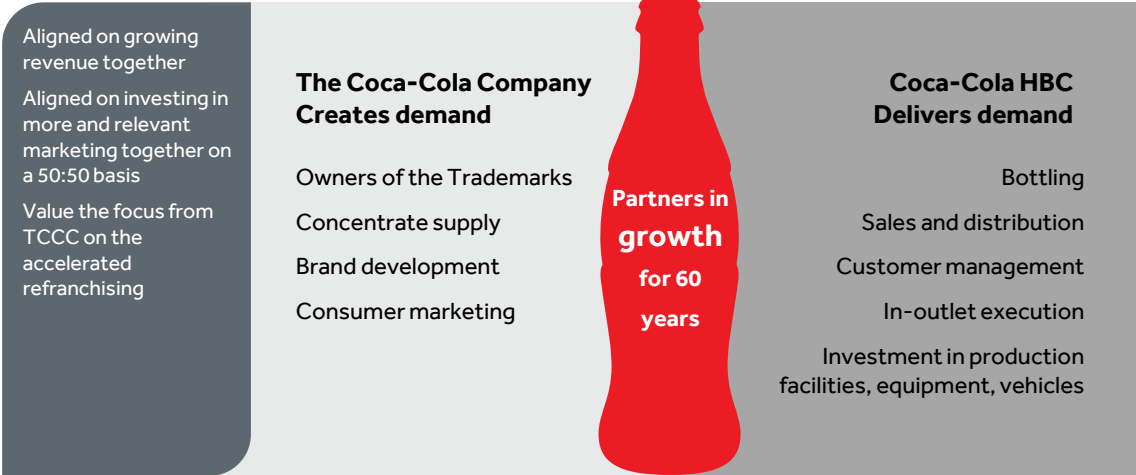 Aligned on growing
revenue together
Aligned on investing in
more and relevant
marketing together on
a 50:50 basis
Value the focus from
TCCC on the
accelerated
refranchising
The Coca-Cola Company
Creates demand
Owners of the Trademarks
Concentrate supply
Brand development
Consumer marketing
Partners in
growth
for 60
years
Coca-Cola HBC
Delivers demand
Bottling
Sales and distribution
Customer management
In-outlet execution
Investment in production
facilities, equipment, vehicles